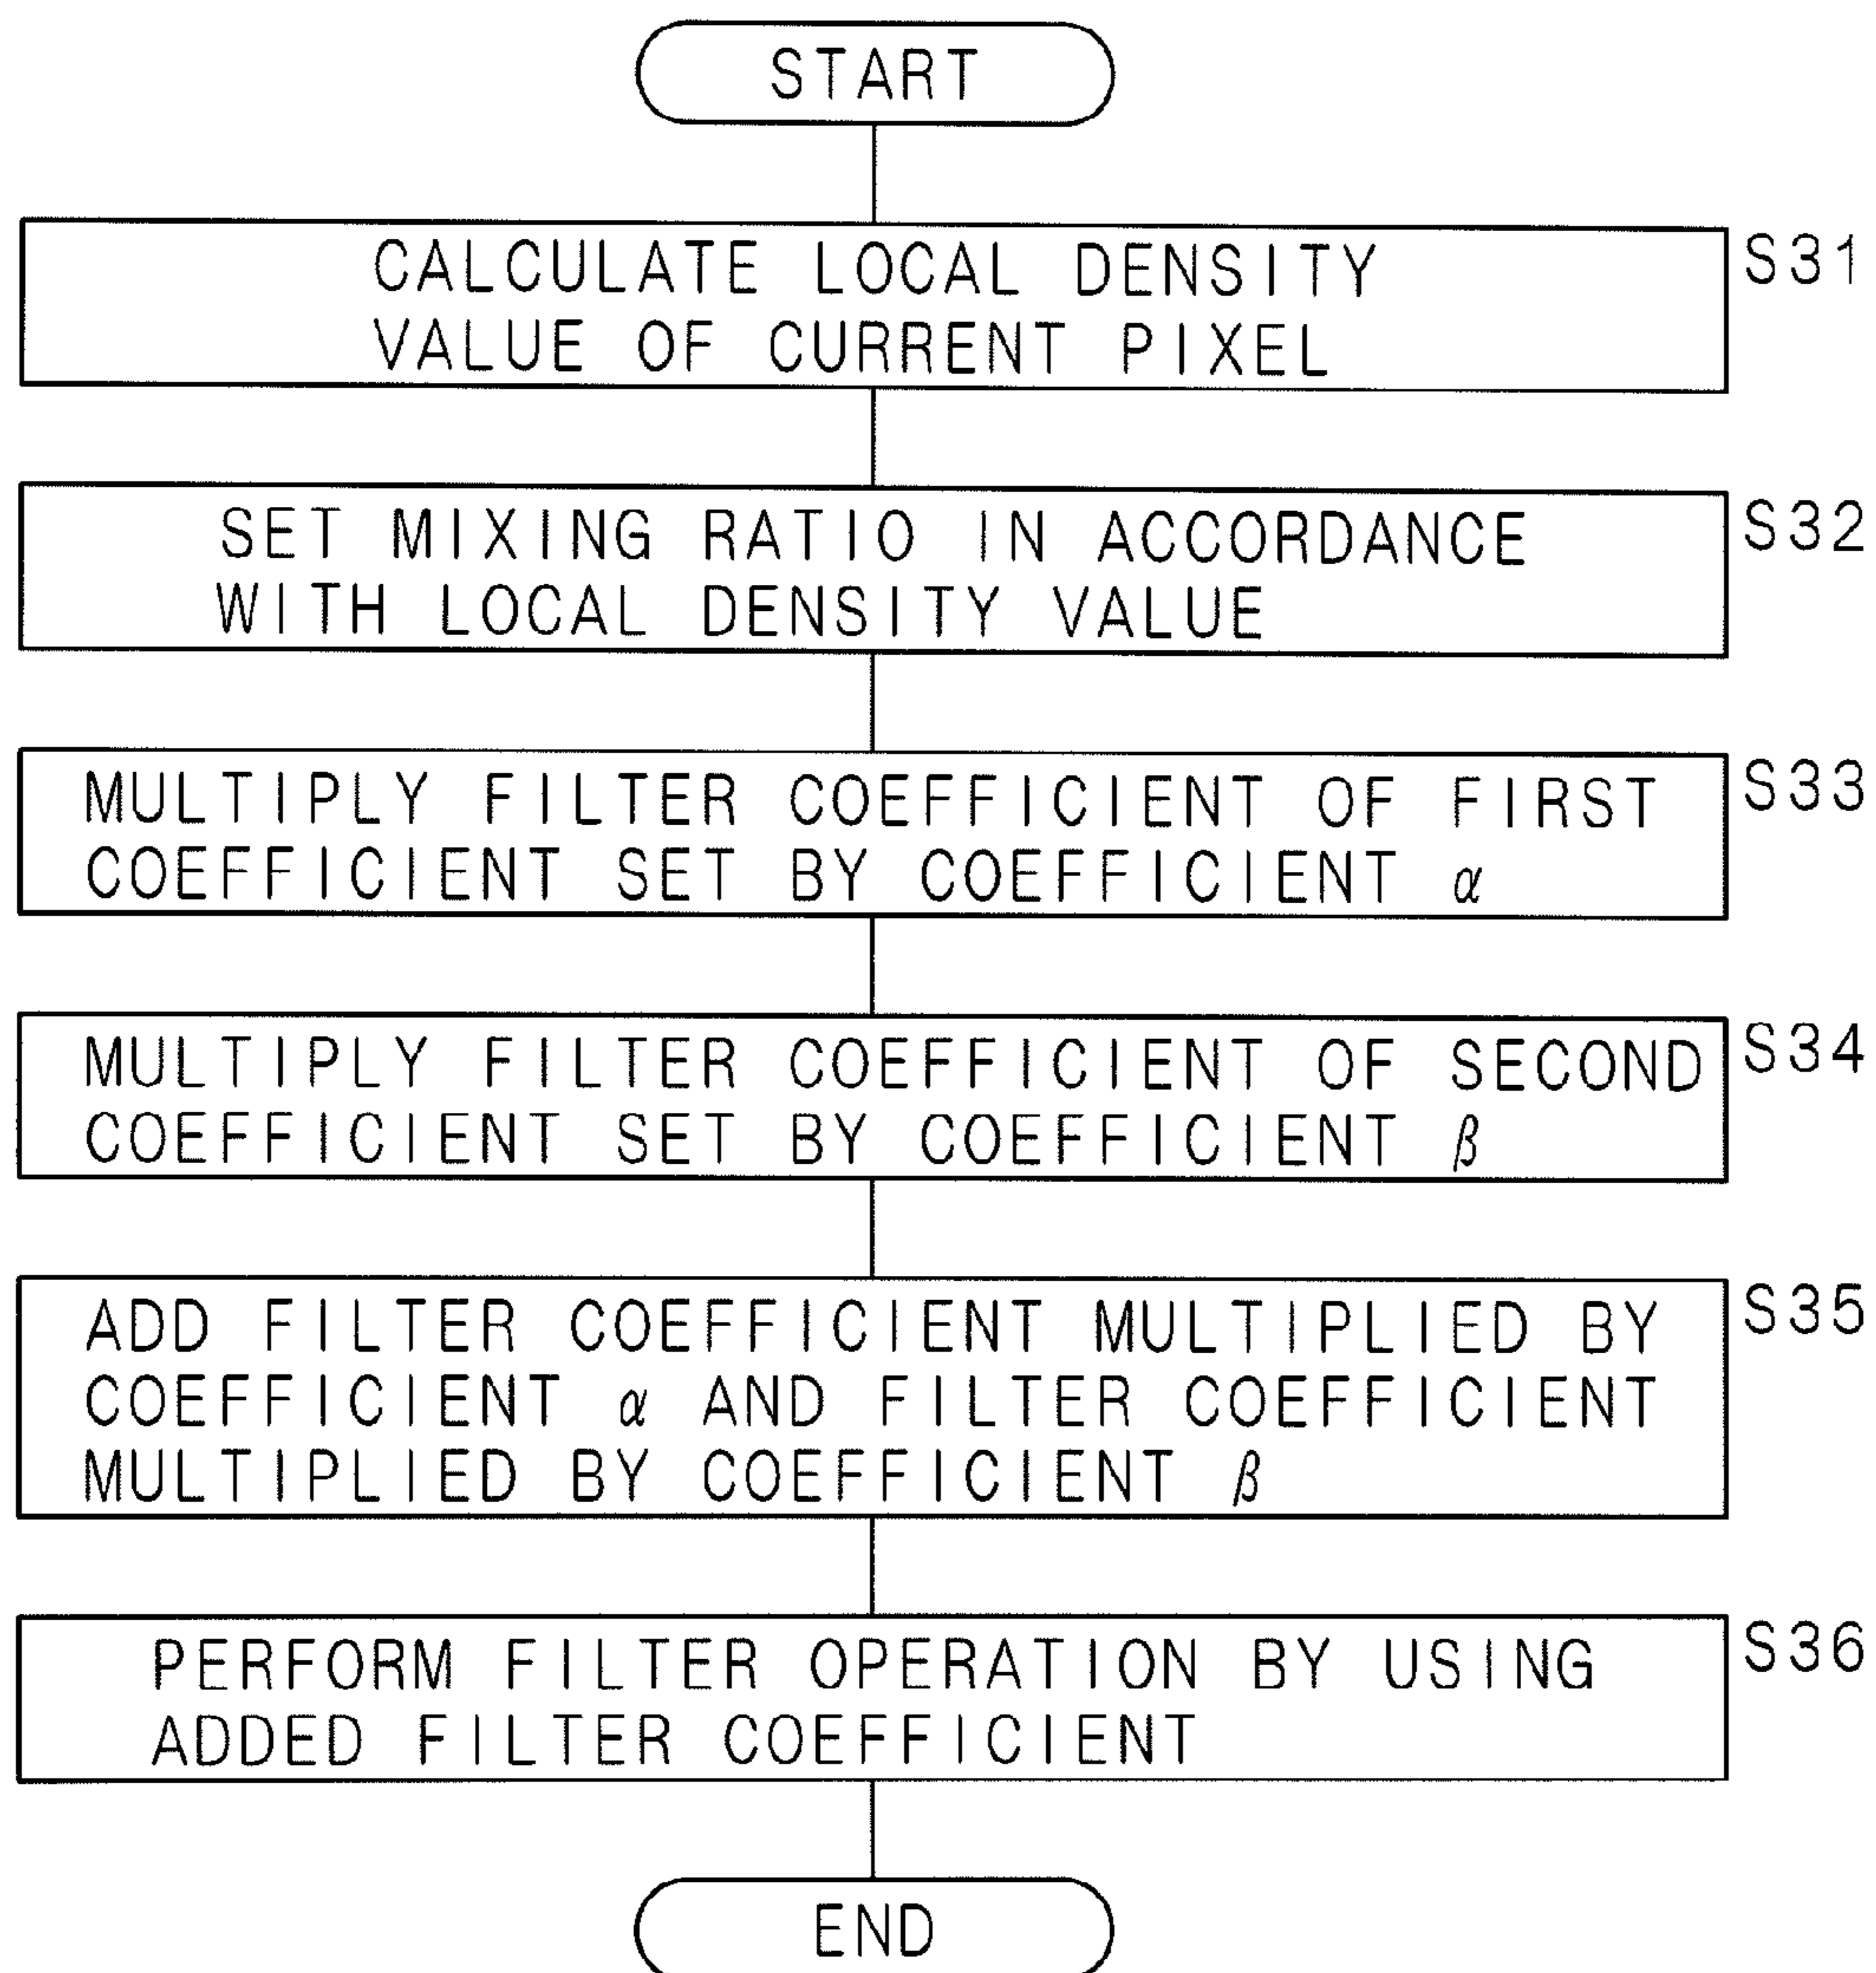 START
CALCULATE LOCAL DENSITY
VALUE OF CURRENT PIXEL
S31
SET MIXING RATIO IN ACCORDANCE
WITH LOCAL DENSITY VALUE
S32
MULTIPLY FILTER COEFFICIENT OF FIRST
COEFFICIENT SET BY COEFFICIENT α
S33
MULTIPLY FILTER COEFFICIENT OF SECOND
COEFFICIENT SET BY COEFFICIENT β
S34
ADD FILTER COEFFICIENT MULTIPLIED BY
COEFFICIENT α AND FILTER COEFFICIENT
MULTIPLIED BY COEFFICIENT β
S35
PERFORM FILTER OPERATION BY USING
ADDED FILTER COEFFICIENT
S36
END